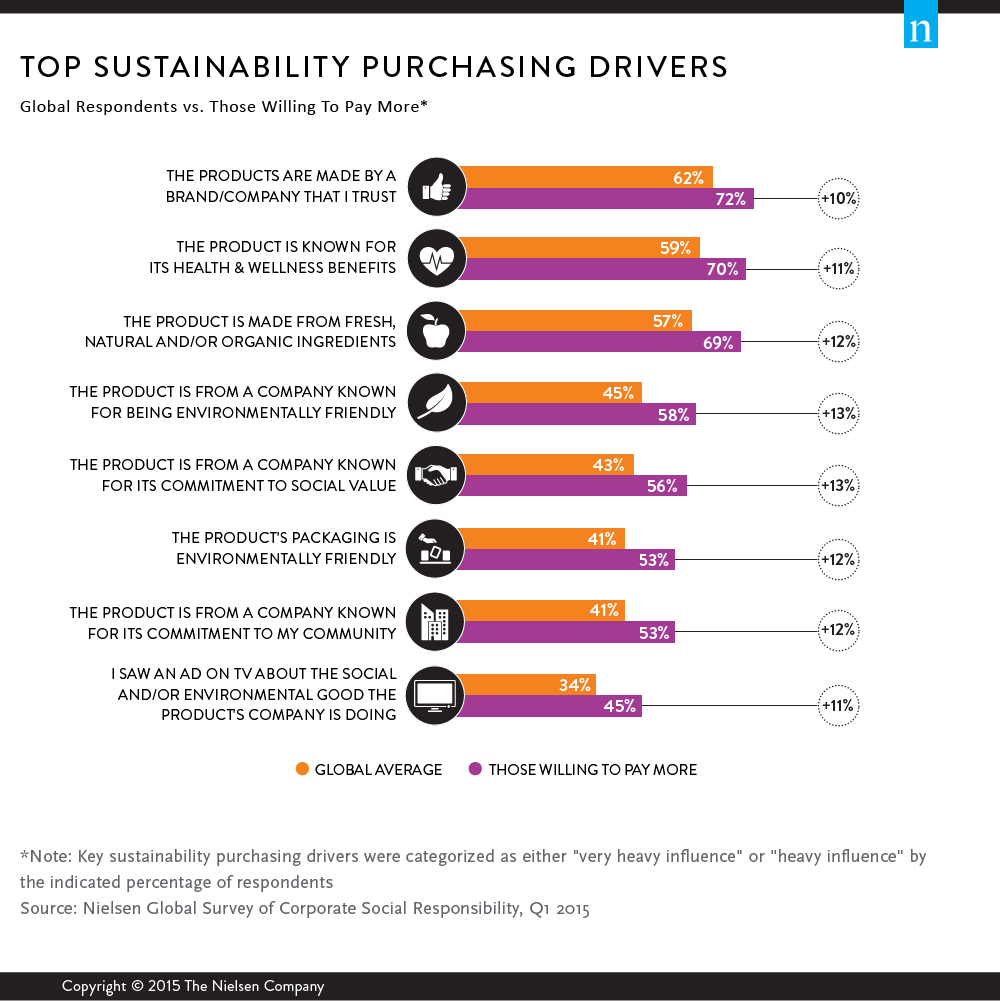 n
TOP SUSTAINABILITY PURCHASING DRIVERS
Global Respondents vs. Those Willing To Pay More*
THE PRODUCTS ARE MADE BY A
BRAND/COMPANY THAT I TRUST
62%
72%
+10%
THE PRODUCT IS KNOWN FOR
ITS HEALTH & WELLNESS BENEFITS
59%
70%
+11%
THE PRODUCT IS MADE FROM FRESH,
NATURAL AND/OR ORGANIC INGREDIENTS
57%
69%
+12%
THE PRODUCT IS FROM A COMPANY KNOWN
FOR BEING ENVIRONMENTALLY FRIENDLY
45%
58%
+13%
THE PRODUCT IS FROM A COMPANY KNOWN
FOR ITS COMMITMENT TO SOCIAL VALUE
43%
56%
+13%
THE PRODUCT'S PACKAGING IS
ENVIRONMENTALLY FRIENDLY
41%
53%
+12%
THE PRODUCT IS FROM A COMPANY KNOWN
FOR ITS COMMITMENT TO MY COMMUNITY
41%
53%
+12%
I SAW AN AD ON TV ABOUT THE SOCIAL
AND/OR ENVIRONMENTAL GOOD THE
PRODUCT'S COMPANY IS DOING
34%
45%
+11%
GLOBAL AVERAGE
THOSE WILLING TO PAY MORE
*Note: Key sustainability purchasing drivers were categorized as either "very heavy influence" or "heavy influence" by
the indicated percentage of respondents
Source: Nielsen Global Survey of Corporate Social Responsibility, Q1 2015
Copyright © 2015 The Nielsen Company